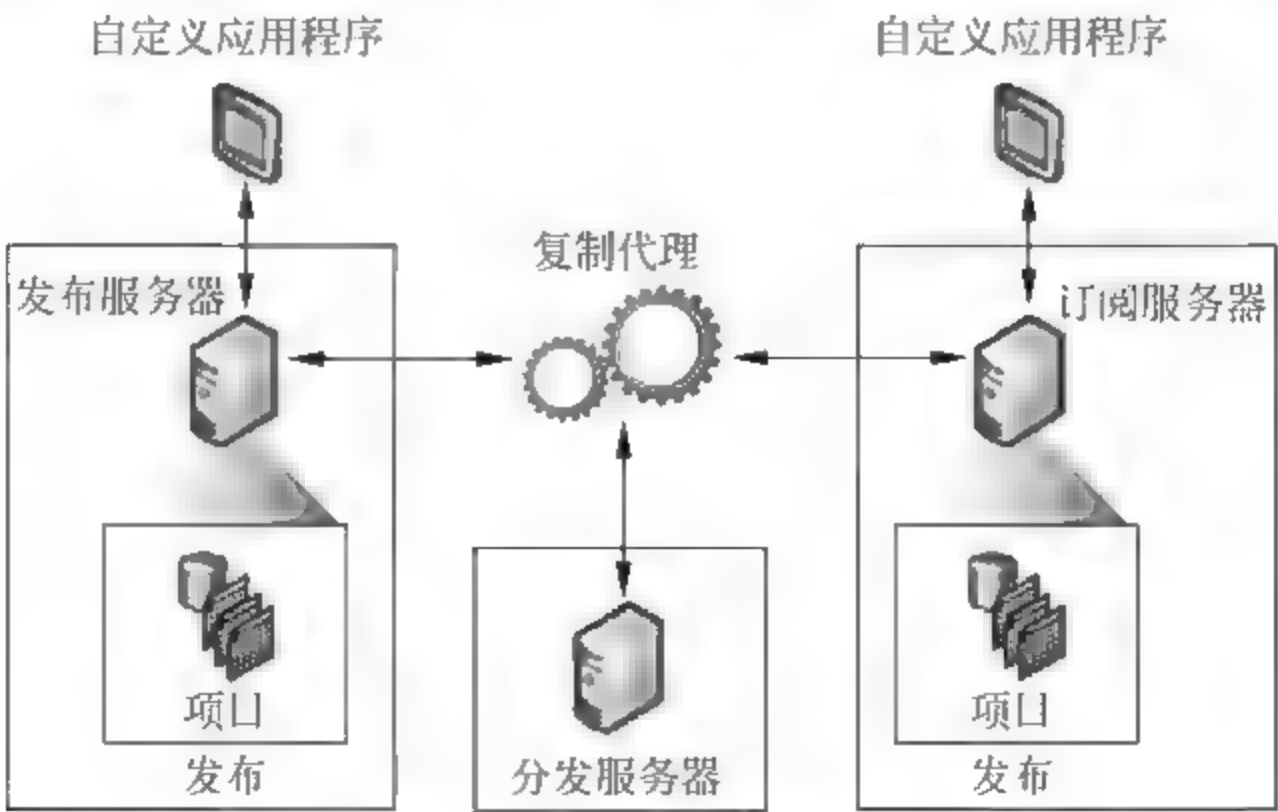 自定义应用程序
自定义应用程序
复制代理
发布服务器
订阅服务器
项目
项目
发布
分发服务器
发布